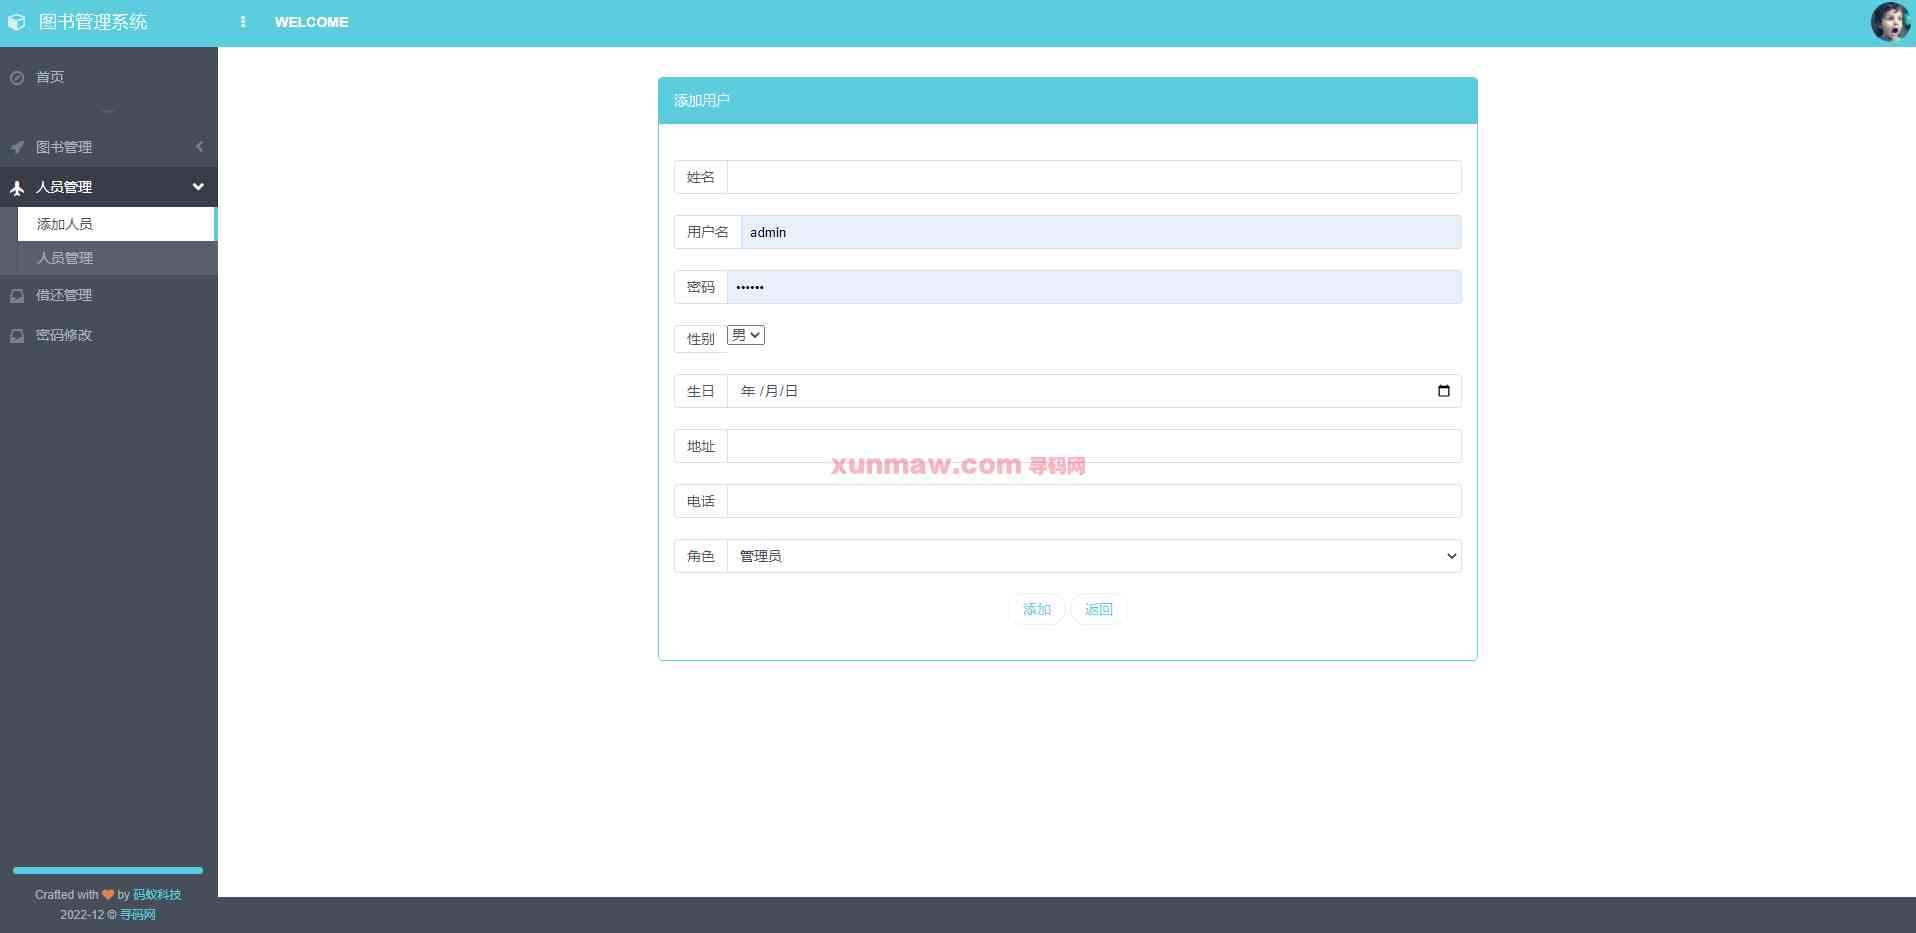 图书管理系统
WELCOME
首页
图书管理
人员管理
添加人员
人员管理
借还管理
密码修改
添加用户
姓名
用户名 admin
密码 ••••••
性别 男
生日 年 /月/日
地址
xunmaw.com 寻码网
电话
角色 管理员
添加 返回
Crafted with by 码蚁科技
2022-12 © 寻码网